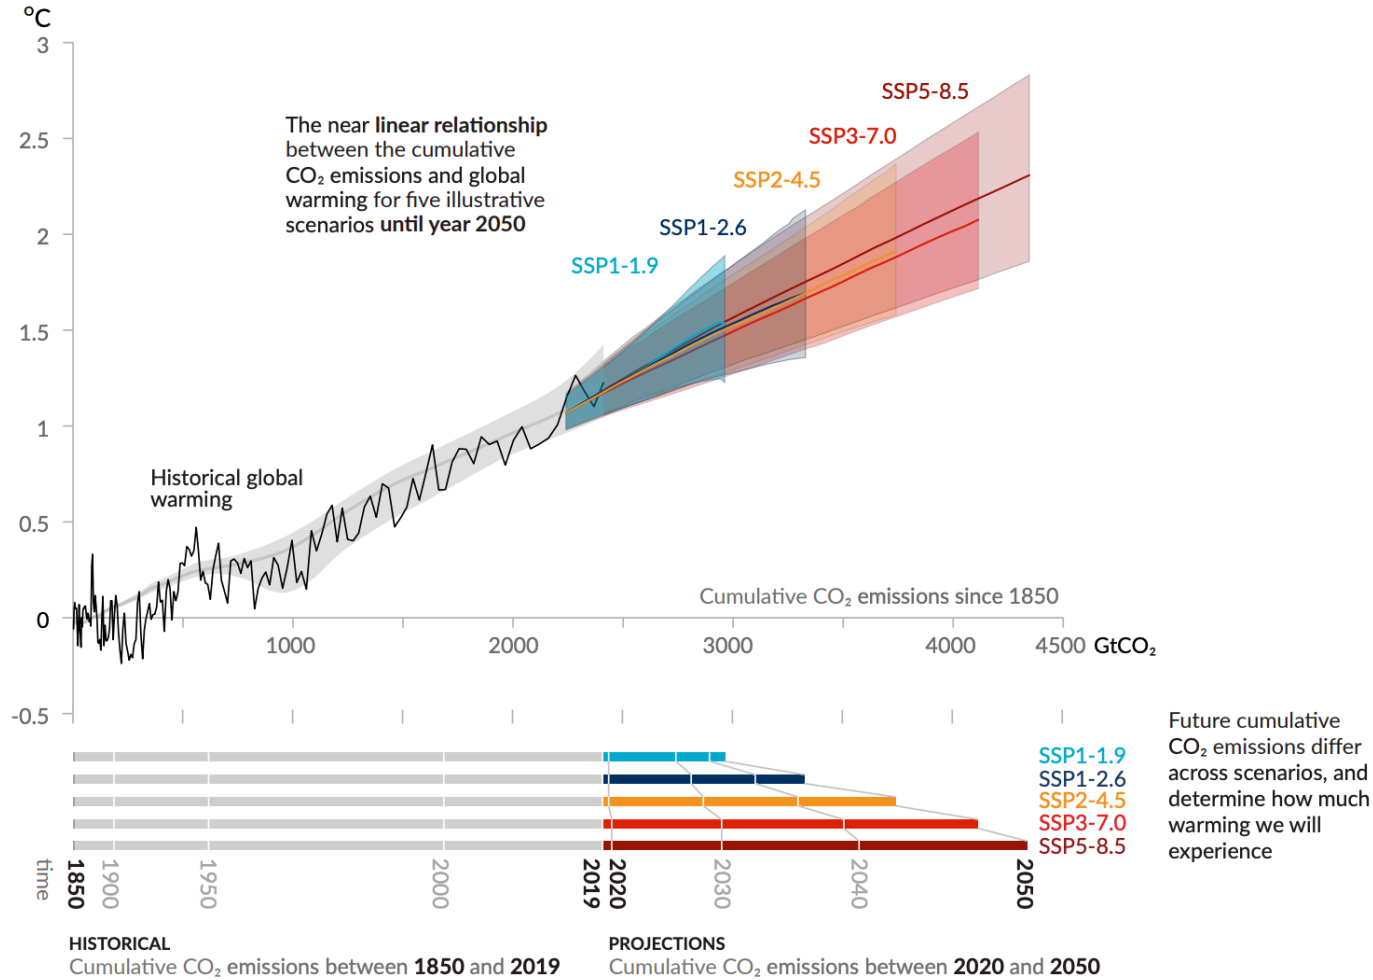 °C
3
SSP5-8.5
The near linear relationship
between the cumulative
CO₂ emissions and global
warming for five illustrative
scenarios until year 2050
2.5
SSP3-7.0
SSP2-4.5
2
SSP1-2.6
SSP1-1.9
1.5
1
Historical global
warming
0.5
Cumulative CO₂ emissions since 1850
0
1000 2000 3000 4000 4500 GtCO₂
-0.5
Future cumulative
CO₂ emissions differ
across scenarios, and
determine how much
warming we will
experience
SSP1-1.9
SSP1-2.6
SSP2-4.5
SSP3-7.0
SSP5-8.5
time 1850 1900 1950 2000 2019 2020 2030 2040 2050
HISTORICAL
Cumulative CO₂ emissions between 1850 and 2019
PROJECTIONS
Cumulative CO₂ emissions between 2020 and 2050